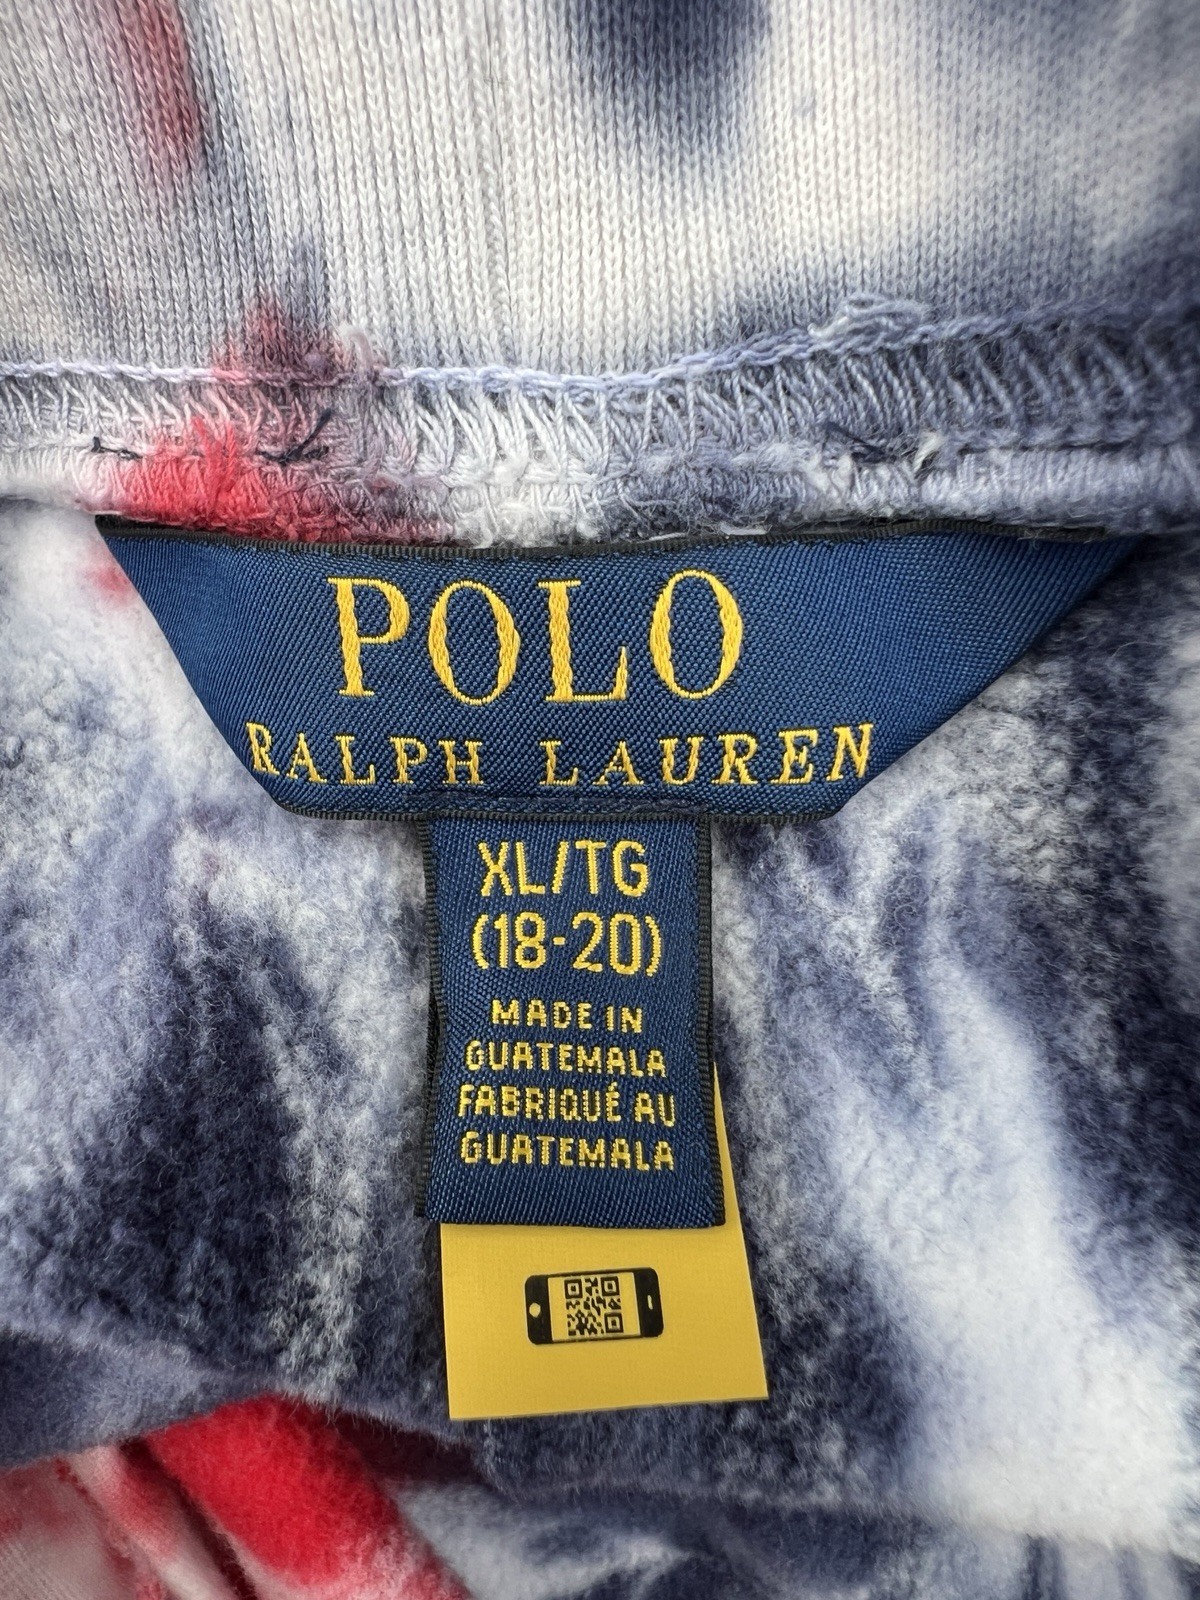 POLO
RALPH LAUREN
XL/TG
(18-20)
MADE IN
GUATEMALA
FABRIQUÉ AU
GUATEMALA